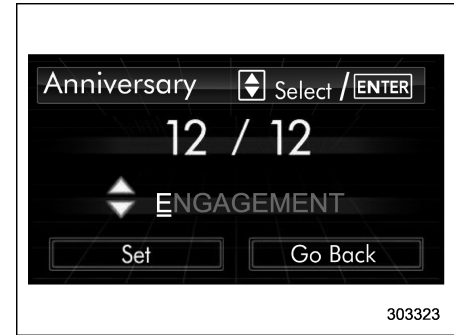 Anniversary Select / ENTER
12 / 12
ENGAGEMENT
Set Go Back
303323